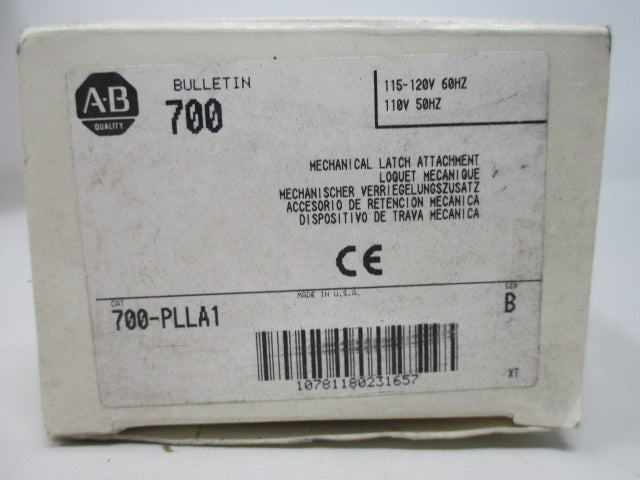 A-B
QUALITY
BULLETIN
700
115-120V 60HZ
110V 50HZ
MECHANICAL LATCH ATTACHMENT
LOQUET MECANIQUE
MECHANISCHER VERRIEGELUNGSZUSATZ
ACCESORIO DE RETENCION MECANICA
DISPOSITIVO DE TRAVA MECANICA
CE
MADE IN U.S.A.
CAT
700-PLLA1
SER
B
10781180231657
XT